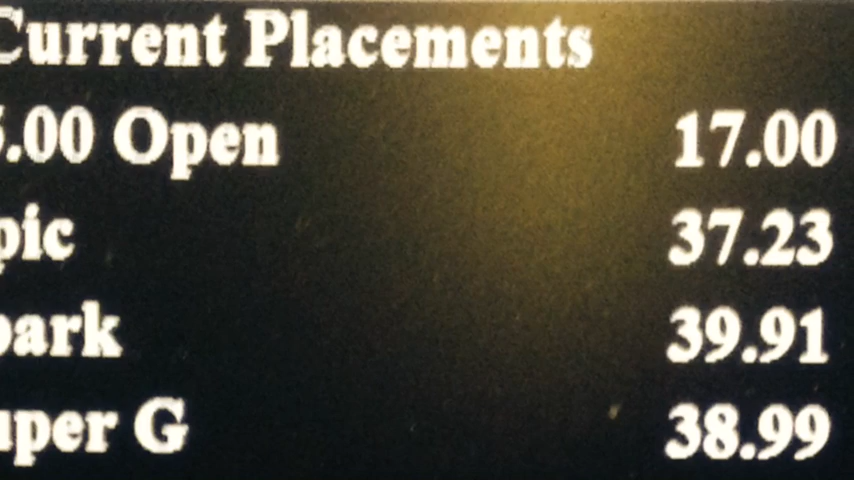 Current Placements
.00 Open 17.00
pic 37.23
park 39.91
uper G 38.99